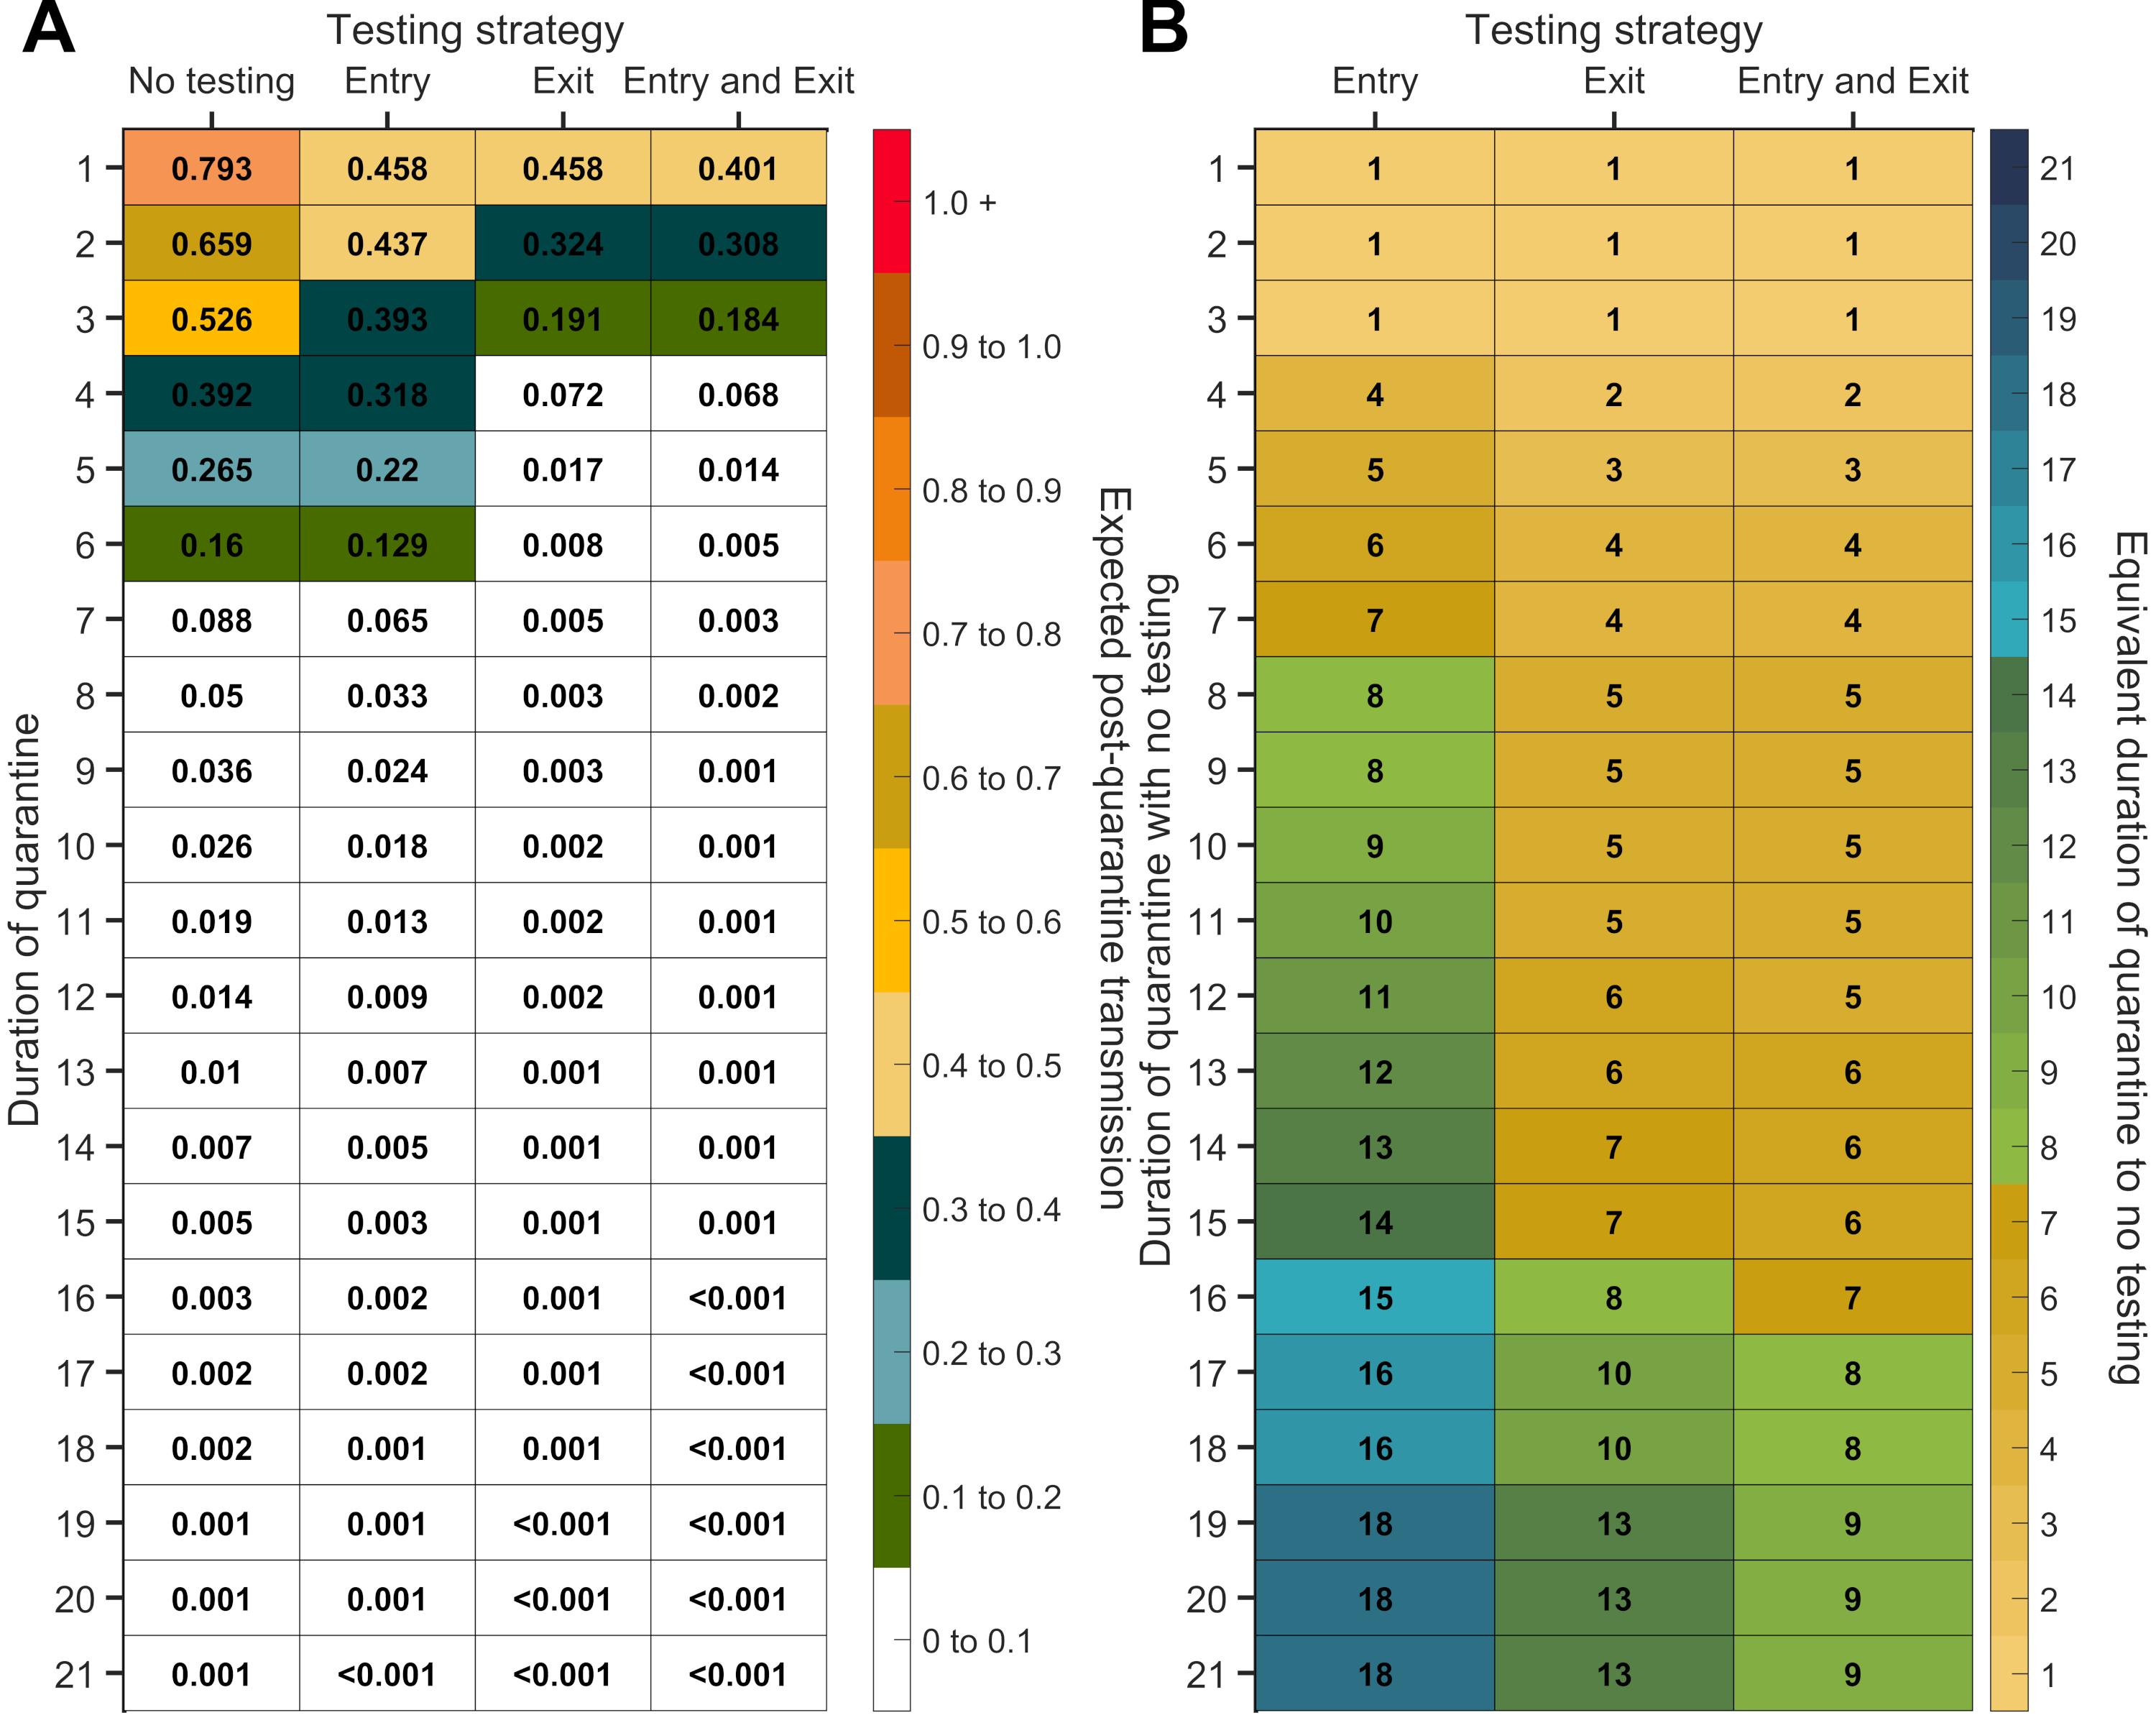 A
Testing strategy
No testing Entry Exit Entry and Exit
1 0.793 0.458 0.458 0.401
2 0.659 0.437 0.324 0.308
3 0.526 0.393 0.191 0.184
4 0.392 0.318 0.072 0.068
5 0.265 0.22 0.017 0.014
6 0.16 0.129 0.008 0.005
7 0.088 0.065 0.005 0.003
8 0.05 0.033 0.003 0.002
9 0.036 0.024 0.003 0.001
10 0.026 0.018 0.002 0.001
11 0.019 0.013 0.002 0.001
12 0.014 0.009 0.002 0.001
13 0.01 0.007 0.001 0.001
14 0.007 0.005 0.001 0.001
15 0.005 0.003 0.001 0.001
16 0.003 0.002 0.001 <0.001
17 0.002 0.002 0.001 <0.001
18 0.002 0.001 0.001 <0.001
19 0.001 0.001 <0.001 <0.001
20 0.001 0.001 <0.001 <0.001
21 0.001 <0.001 <0.001 <0.001
Duration of quarantine
1.0 +
0.9 to 1.0
0.8 to 0.9
0.7 to 0.8
0.6 to 0.7
0.5 to 0.6
0.4 to 0.5
0.3 to 0.4
0.2 to 0.3
0.1 to 0.2
0 to 0.1
Expected post-quarantine transmission
B
Testing strategy
Entry Exit Entry and Exit
1 1 1 1
2 1 1 1
3 1 1 1
4 4 2 2
5 5 3 3
6 6 4 4
7 7 4 4
8 8 5 5
9 8 5 5
10 9 5 5
11 10 5 5
12 11 6 5
13 12 6 6
14 13 7 6
15 14 7 6
16 15 8 7
17 16 10 8
18 16 10 8
19 18 13 9
20 18 13 9
21 18 13 9
Duration of quarantine with no testing
21
20
19
18
17
16
15
14
13
12
11
10
9
8
7
6
5
4
3
2
1
Equivalent duration of quarantine to no testing